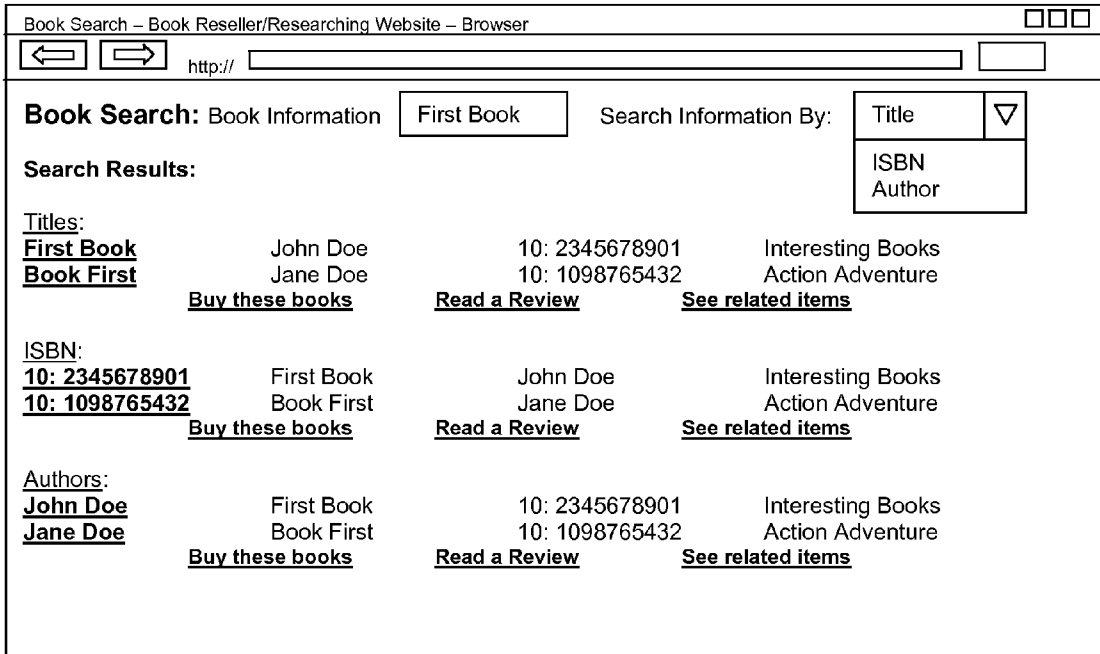 Book Search – Book Reseller/Researching Website – Browser
http://
Book Search: Book Information First Book Search Information By: Title
ISBN
Author
Search Results:
Titles:
First Book John Doe 10: 2345678901 Interesting Books
Book First Jane Doe 10: 1098765432 Action Adventure
Buy these books Read a Review See related items
ISBN:
10: 2345678901 First Book John Doe Interesting Books
10: 1098765432 Book First Jane Doe Action Adventure
Buy these books Read a Review See related items
Authors:
John Doe First Book 10: 2345678901 Interesting Books
Jane Doe Book First 10: 1098765432 Action Adventure
Buy these books Read a Review See related items